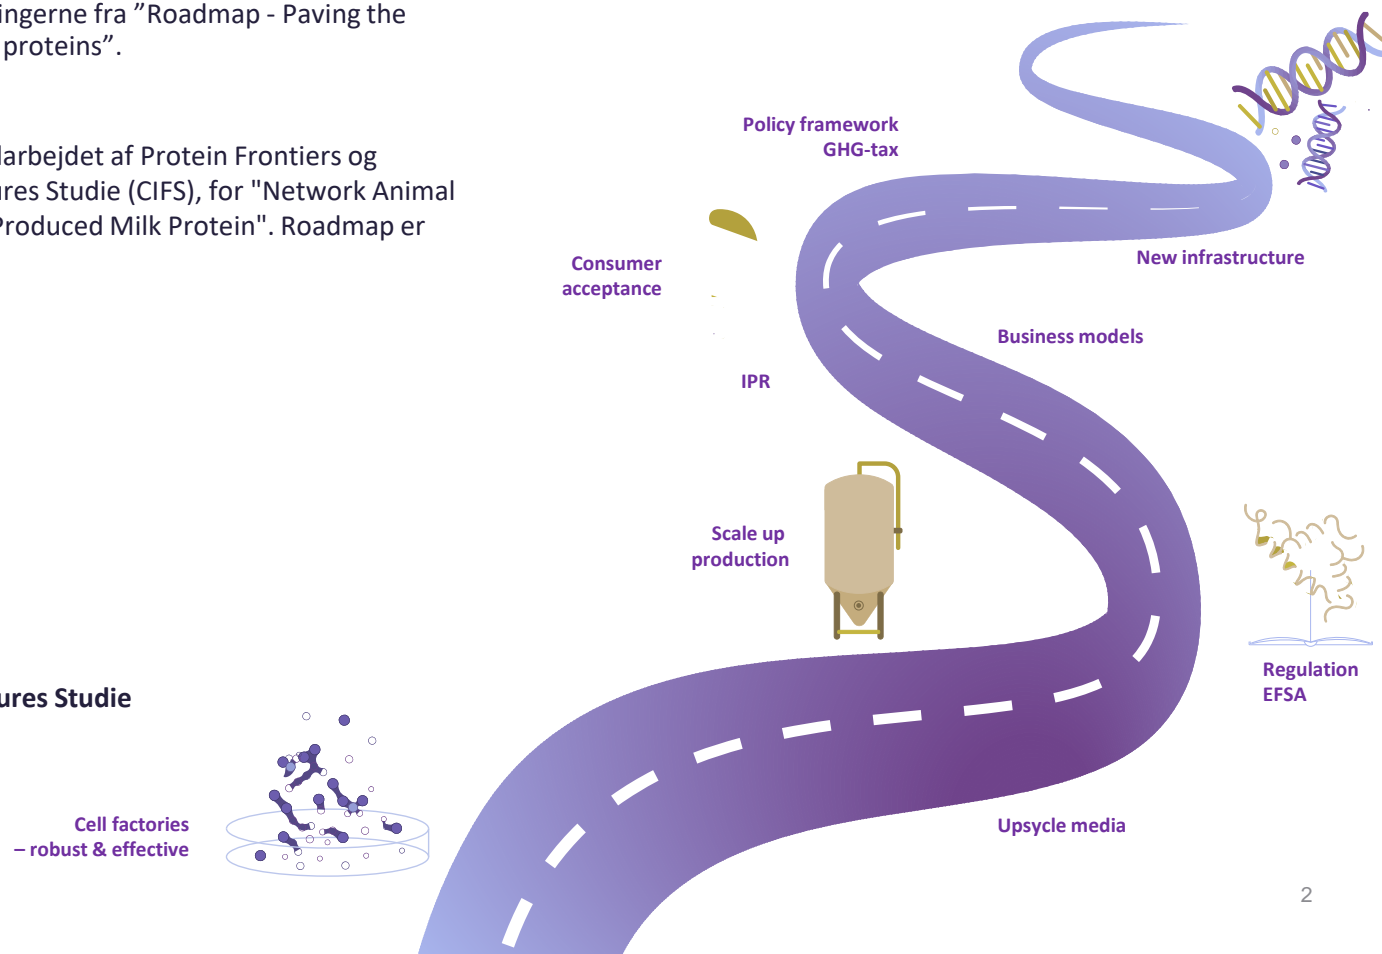 ingerne fra ”Roadmap - Paving the
proteins”.
larbejdet af Protein Frontiers og
ures Studie (CIFS), for "Network Animal
Produced Milk Protein". Roadmap er
ures Studie
Policy framework
GHG-tax
Consumer
acceptance
New infrastructure
Business models
IPR
Scale up
production
Regulation
EFSA
Cell factories
– robust & effective
Upsycle media
2